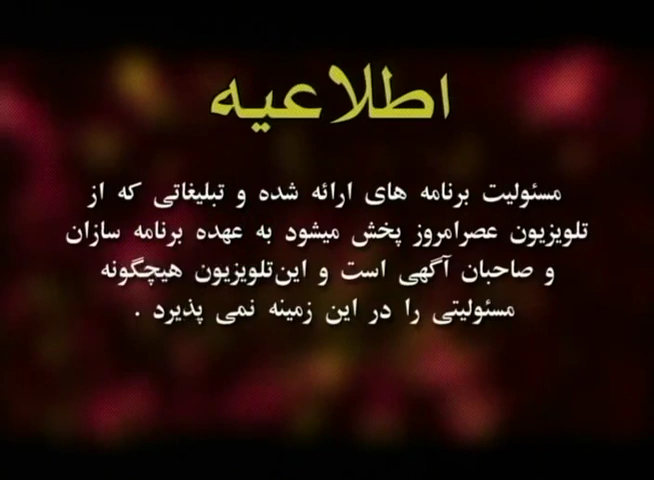 اطلاعیه
مسئولیت برنامه های ارائه شده و تبلیغاتی که از
تلویزیون عصرامروز پخش میشود به عهده برنامه سازان
و صاحبان آگهی است و این‌تلویزیون هیچگونه
مسئولیتی را در این زمینه نمی پذیرد .